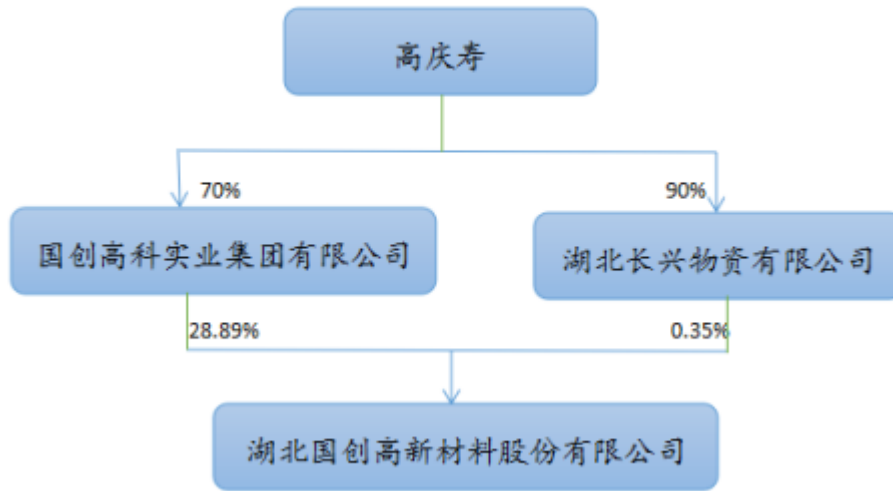 高庆寿
70%
90%
国创高科实业集团有限公司
湖北长兴物资有限公司
28.89%
0.35%
湖北国创高新材料股份有限公司